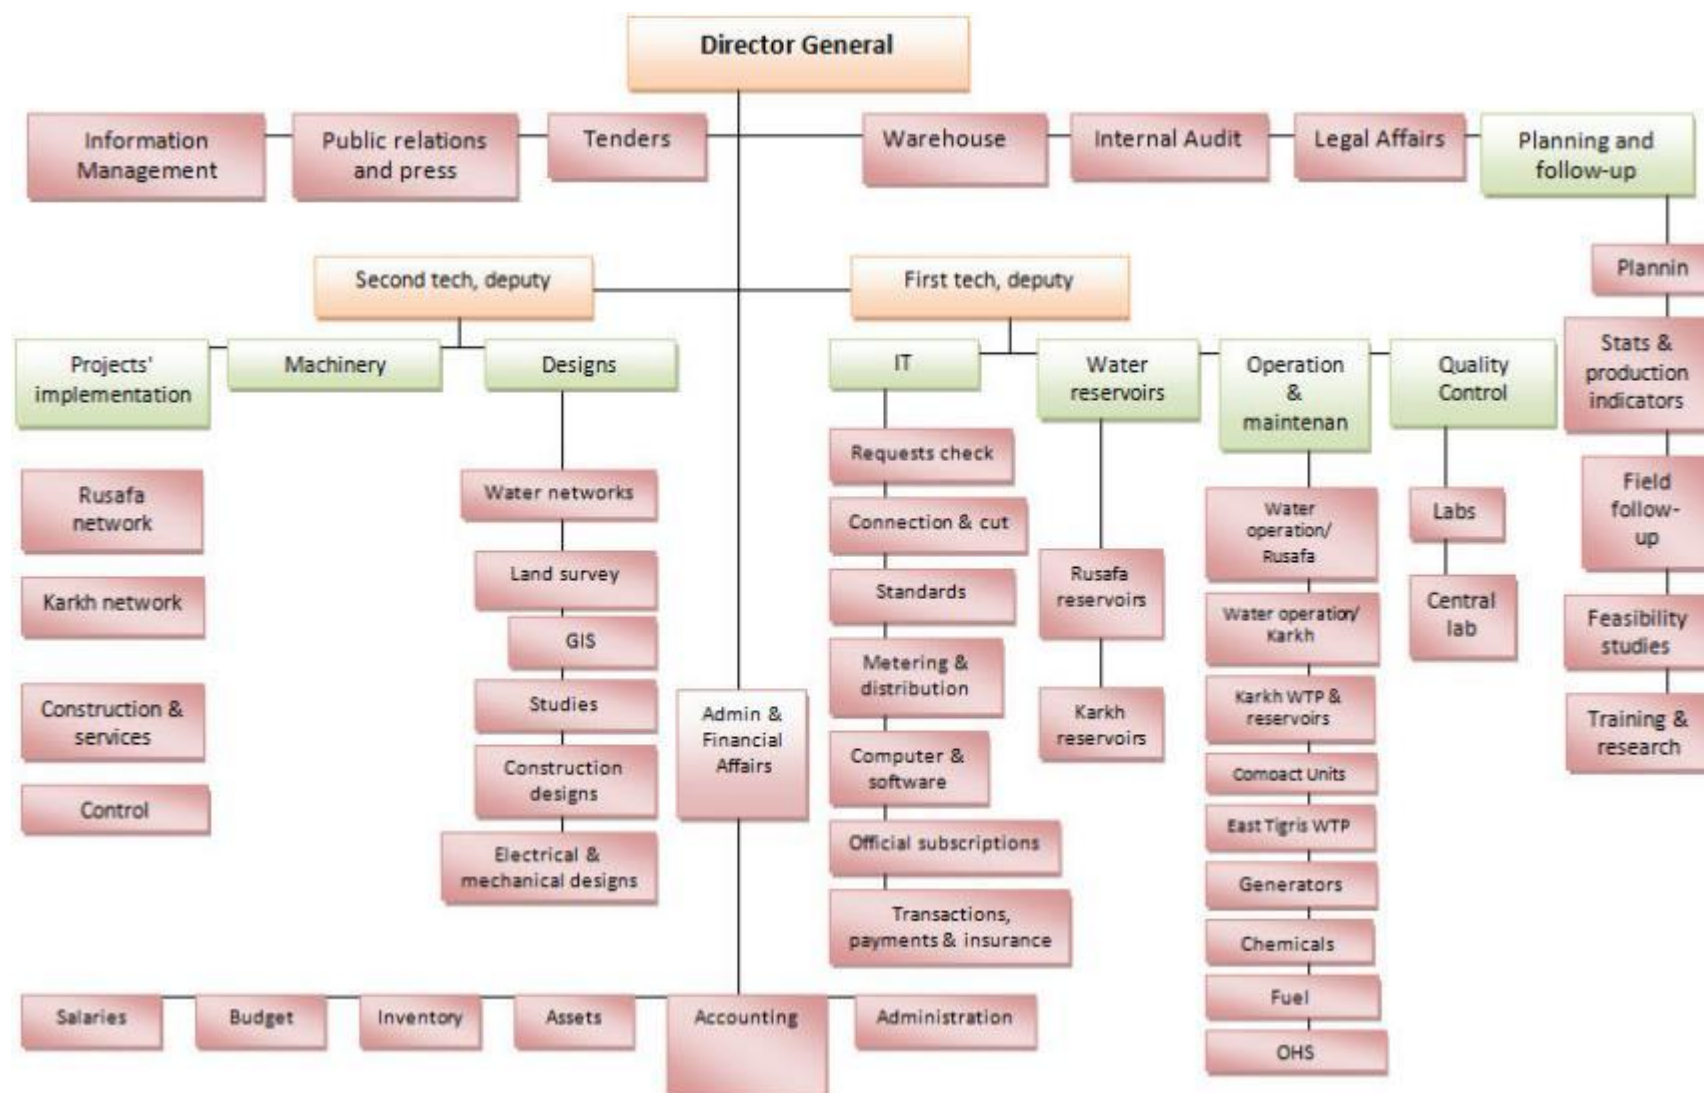 Director General
Information
Management
Public relations
and press
Tenders
Warehouse
Internal Audit
Legal Affairs
Planning and
follow-up
Second tech, deputy
First tech, deputy
Plannin
Stats &
production
indicators
Field
follow-
up
Feasibility
studies
Training &
research
Projects'
implementation
Machinery
Designs
IT
Water
reservoirs
Operation
&
maintenan
Quality
Control
Rusafa
network
Karkh network
Construction &
services
Control
Water networks
Land survey
GIS
Studies
Construction
designs
Electrical &
mechanical designs
Admin &
Financial
Affairs
Requests check
Connection & cut
Standards
Metering &
distribution
Computer &
software
Official subscriptions
Transactions,
payments & insurance
Rusafa
reservoirs
Karkh
reservoirs
Water
operation/
Rusafa
Water operation/
Karkh
Karkh WTP &
reservoirs
Comoact Units
East Tigris WTP
Generators
Chemicals
Fuel
OHS
Labs
Central
lab
Salaries
Budget
Inventory
Assets
Accounting
Administration